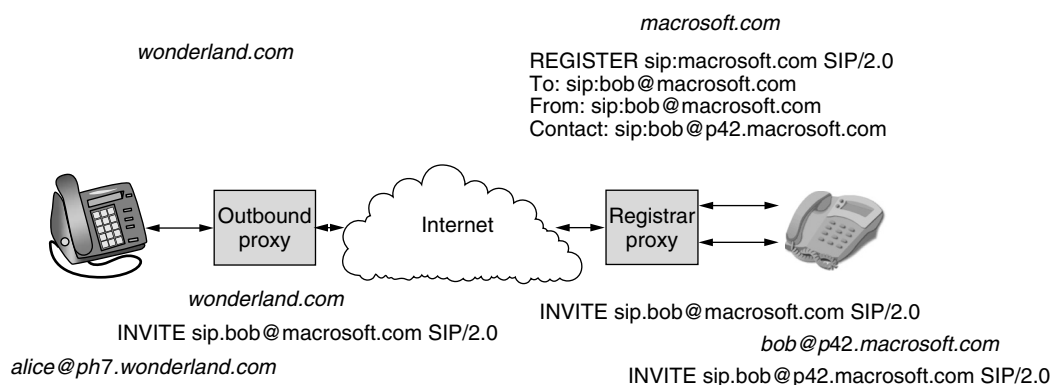 macrosoft.com
wonderland.com
REGISTER sip:macrosoft.com SIP/2.0
To: sip:bob@macrosoft.com
From: sip:bob@macrosoft.com
Contact: sip:bob@p42.macrosoft.com
Outbound
proxy
Internet
Registrar
proxy
wonderland.com
INVITE sip.bob@macrosoft.com SIP/2.0
INVITE sip.bob@macrosoft.com SIP/2.0
bob@p42.macrosoft.com
alice@ph7.wonderland.com
INVITE sip.bob@p42.macrosoft.com SIP/2.0